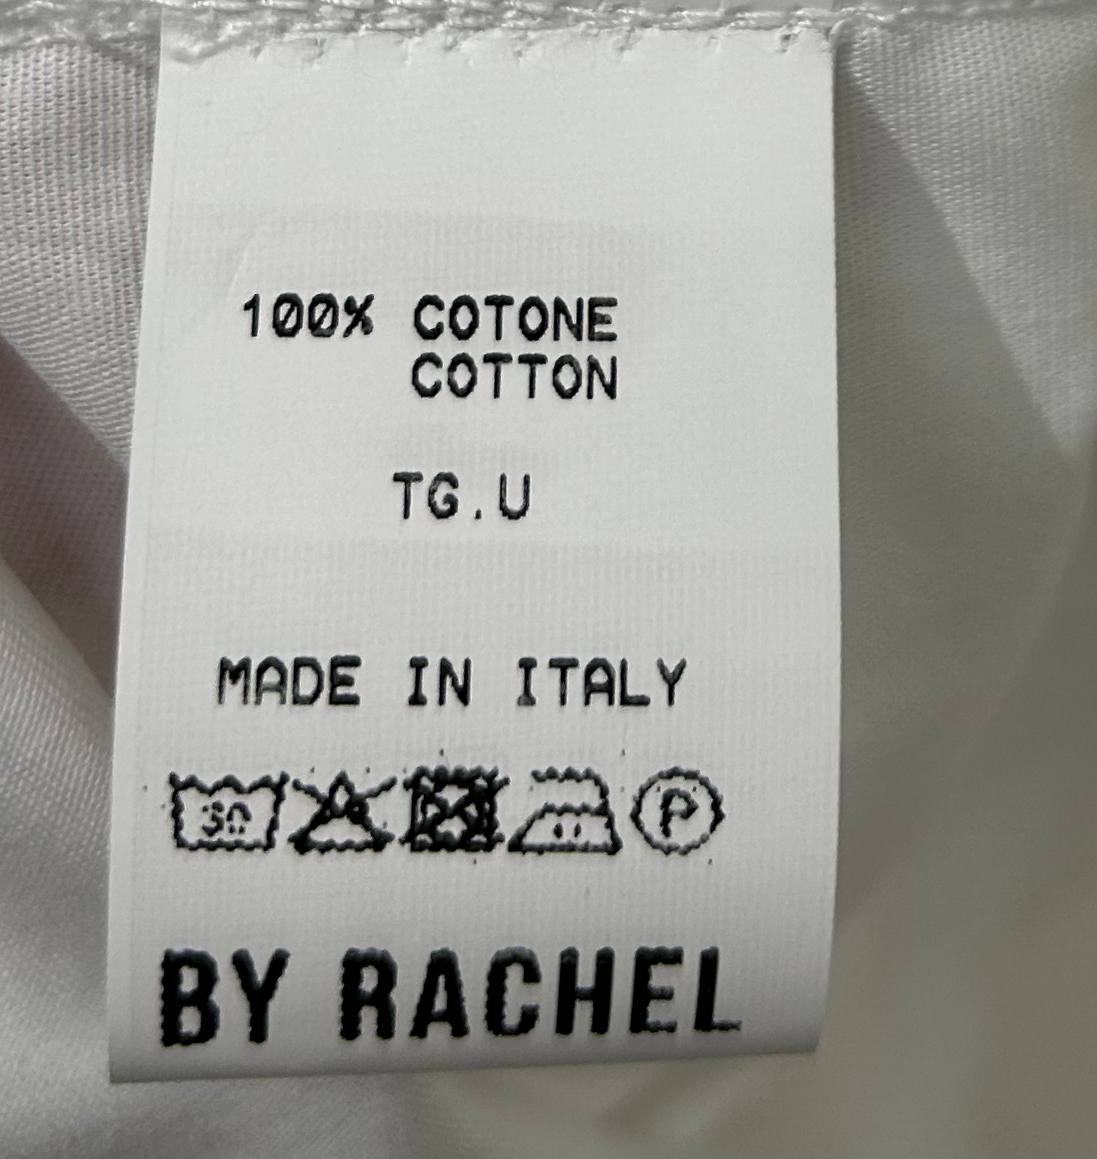 100% COTONE
COTTON
TG.U
MADE IN ITALY
30 P
BY RACHEL